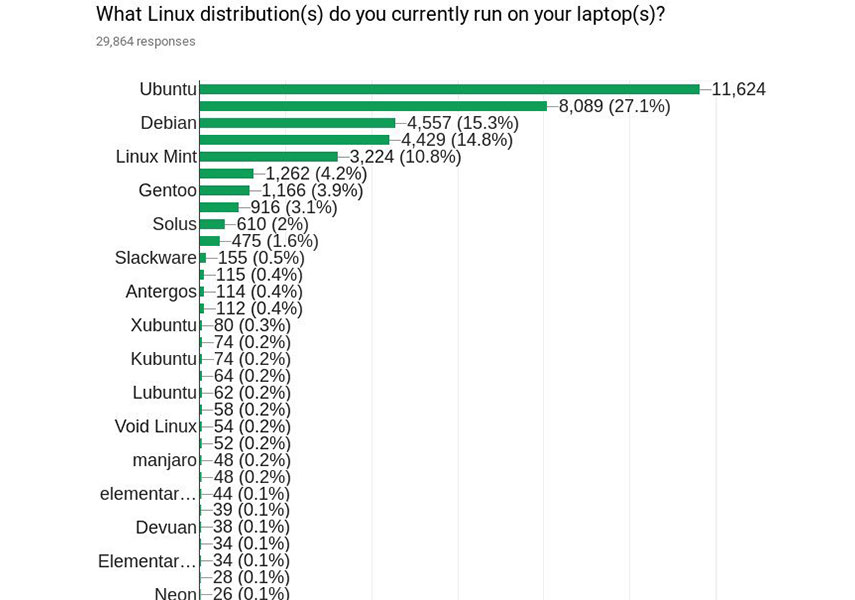 What Linux distribution(s) do you currently run on your laptop(s)?
29,864 responses
Ubuntu 11,624
8,089 (27.1%)
Debian 4,557 (15.3%)
4,429 (14.8%)
Linux Mint 3,224 (10.8%)
1,262 (4.2%)
Gentoo 1,166 (3.9%)
916 (3.1%)
Solus 610 (2%)
475 (1.6%)
Slackware 155 (0.5%)
115 (0.4%)
Antergos 114 (0.4%)
112 (0.4%)
Xubuntu 80 (0.3%)
74 (0.2%)
Kubuntu 74 (0.2%)
64 (0.2%)
Lubuntu 62 (0.2%)
58 (0.2%)
Void Linux 54 (0.2%)
52 (0.2%)
manjaro 48 (0.2%)
48 (0.2%)
elementar… 44 (0.1%)
39 (0.1%)
Devuan 38 (0.1%)
34 (0.1%)
Elementar… 34 (0.1%)
28 (0.1%)
Neon 26 (0.1%)